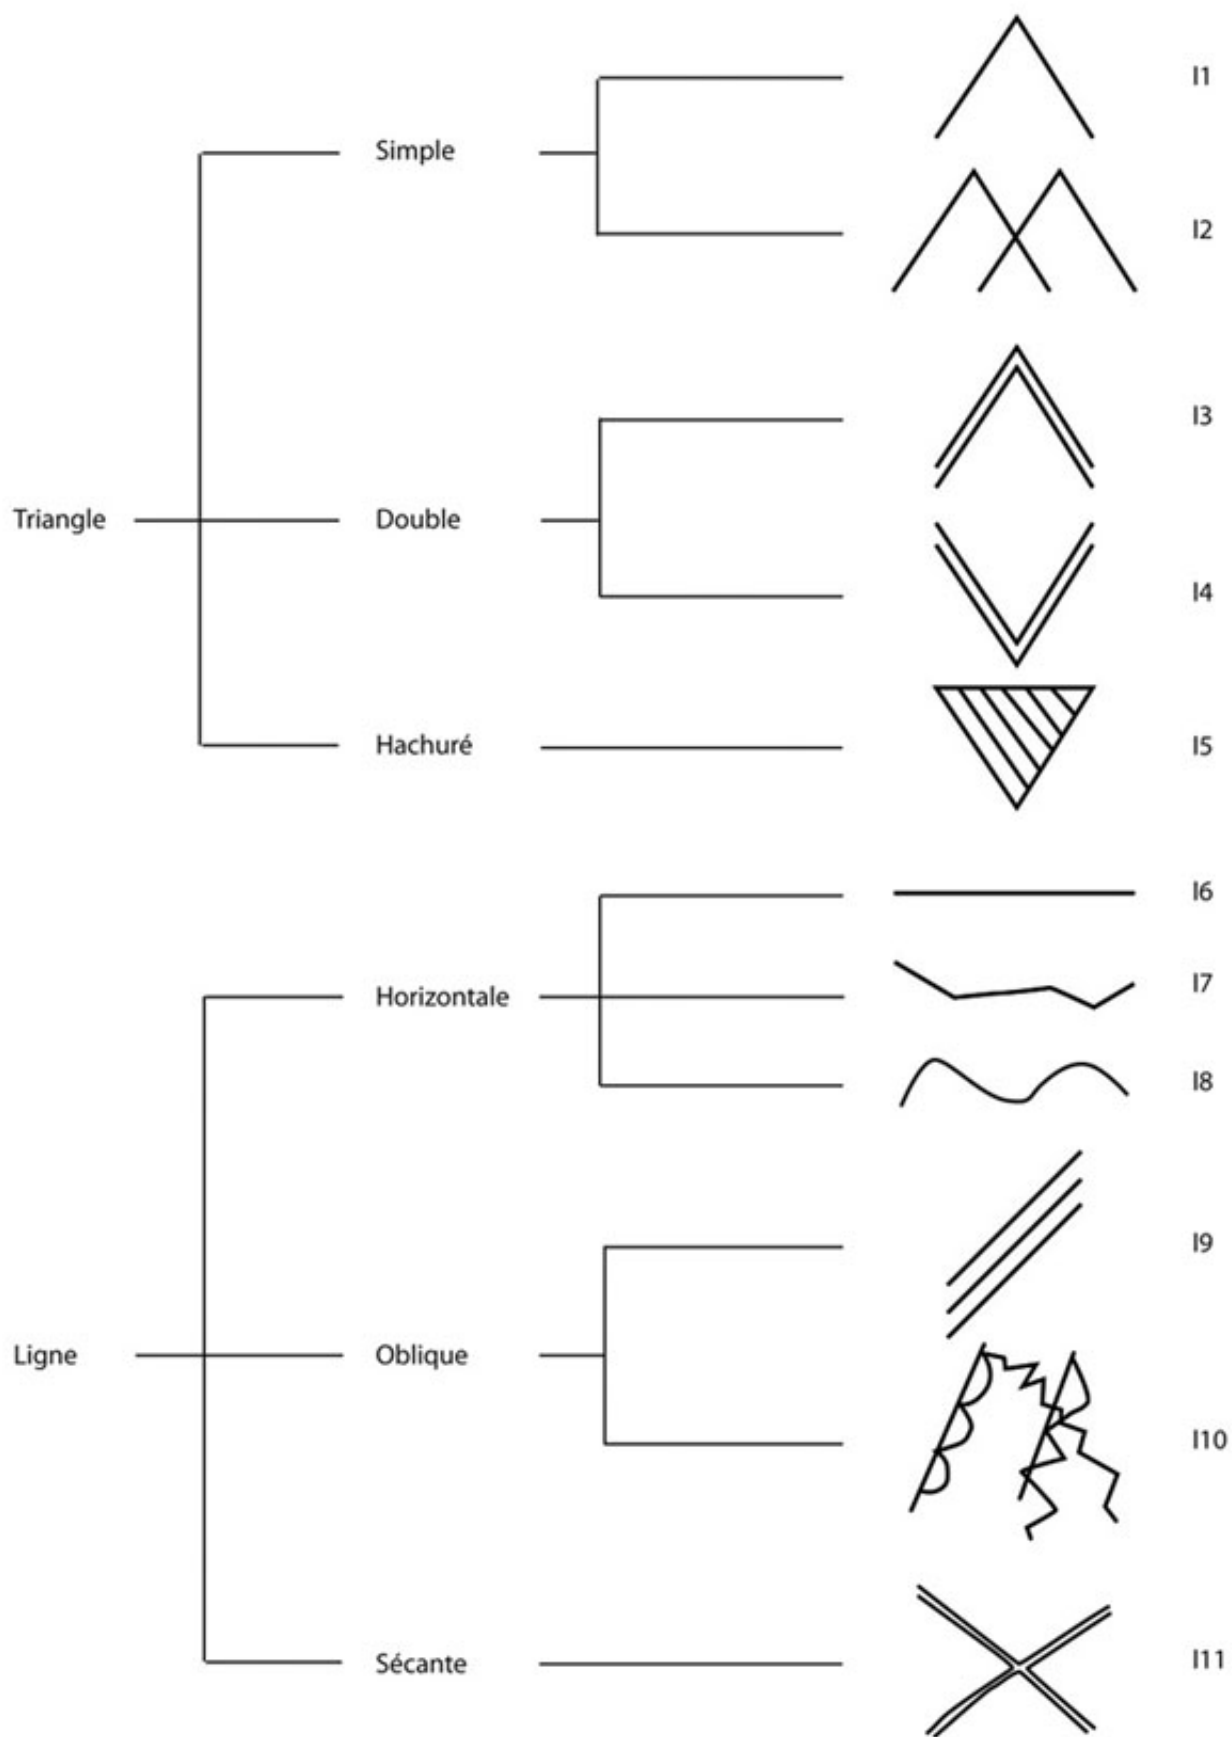 I1
Simple
I2
I3
Triangle
Double
I4
Hachuré
I5
I6
Horizontale
I7
I8
I9
Ligne
Oblique
I10
Sécante
I11